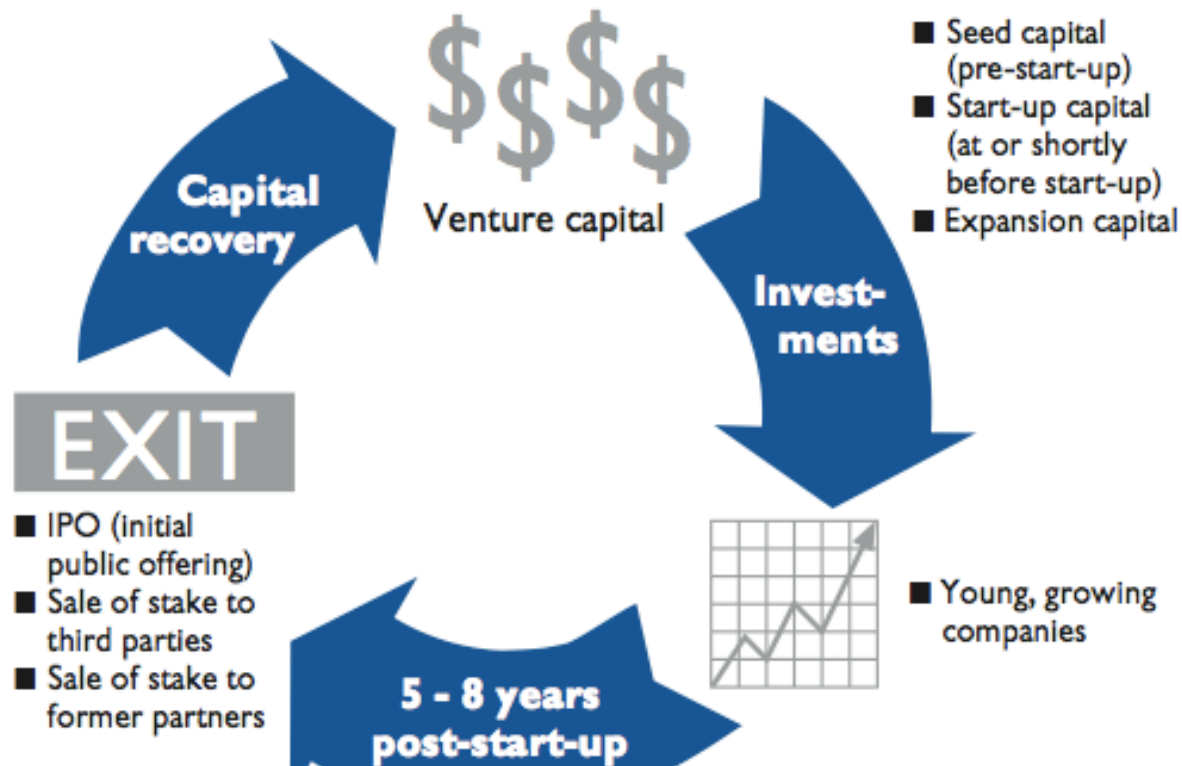 $ $ $ $
Venture capital
■ Seed capital
(pre-start-up)
■ Start-up capital
(at or shortly
before start-up)
■ Expansion capital
Invest-
ments
■ Young, growing
companies
5 - 8 years
post-start-up
EXIT
■ IPO (initial
public offering)
■ Sale of stake to
third parties
■ Sale of stake to
former partners
Capital
recovery